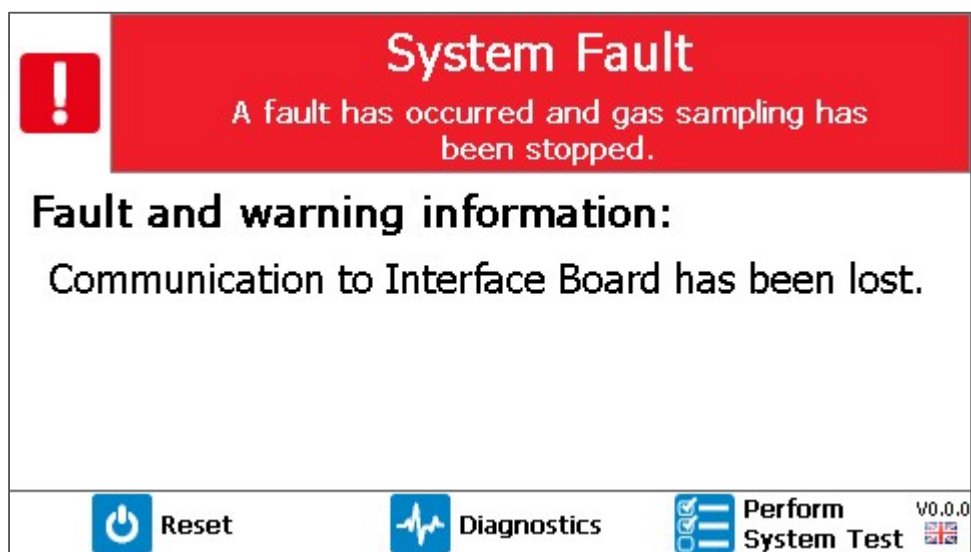 System Fault
A fault has occurred and gas sampling has
been stopped.
Fault and warning information:
Communication to Interface Board has been lost.
Reset
Diagnostics
Perform
System Test
V0.0.0